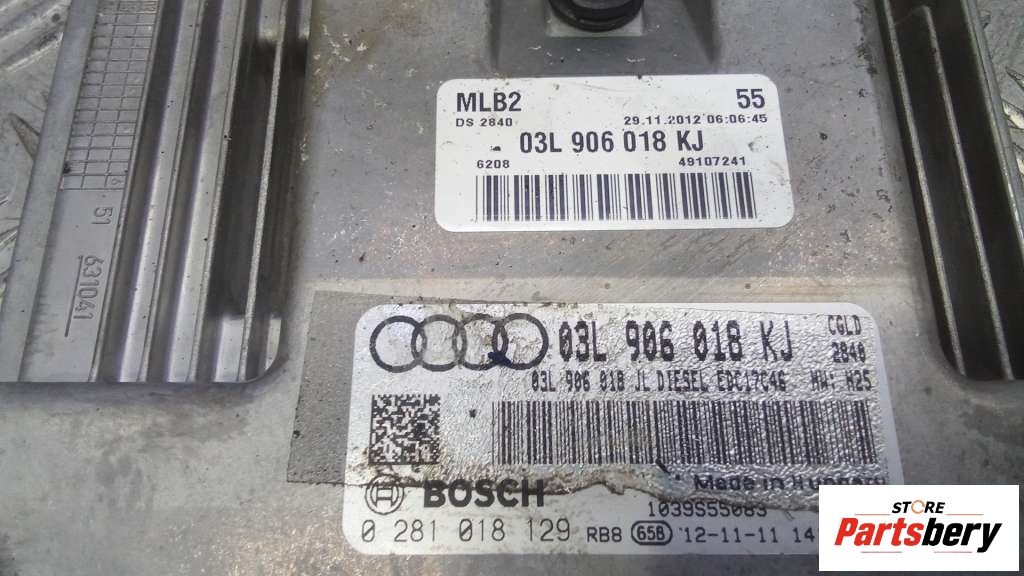 MLB2 55
DS 2840 29.11.2012 06:06:45
03L 906 018 KJ
6208 49107241
51
631041
03L 906 018 KJ CGLD
2840
03L 906 018 JL DIESEL EDC17C46 HW: H25
BOSCH Made in Hungary
1039S55083
0 281 018 129 RB8 658 '12-11-11 14
STORE
Partsbery